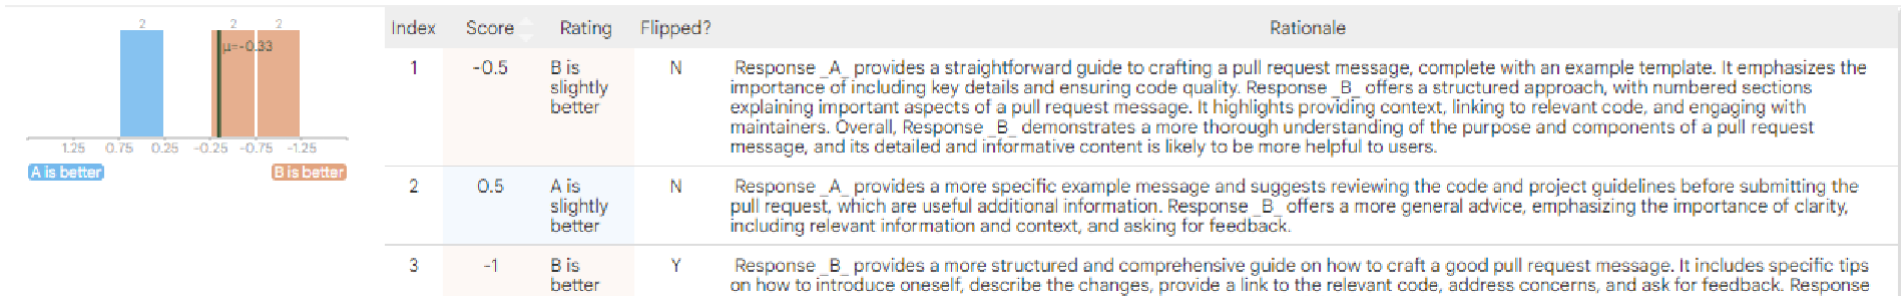 2
2
2
μ=-0.33
1.25 0.75 0.25 -0.25 -0.75 -1.25
A is better
B is better
Index Score Rating Flipped? Rationale
1 -0.5 B is slightly better N Response _A_ provides a straightforward guide to crafting a pull request message, complete with an example template. It emphasizes the
importance of including key details and ensuring code quality. Response _B_ offers a structured approach, with numbered sections
explaining important aspects of a pull request message. It highlights providing context, linking to relevant code, and engaging with
maintainers. Overall, Response _B_ demonstrates a more thorough understanding of the purpose and components of a pull request
message, and its detailed and informative content is likely to be more helpful to users.
2 0.5 A is slightly better N Response _A_ provides a more specific example message and suggests reviewing the code and project guidelines before submitting the
pull request, which are useful additional information. Response _B_ offers a more general advice, emphasizing the importance of clarity,
including relevant information and context, and asking for feedback.
3 -1 B is better Y Response _B_ provides a more structured and comprehensive guide on how to craft a good pull request message. It includes specific tips
on how to introduce oneself, describe the changes, provide a link to the relevant code, address concerns, and ask for feedback. Response